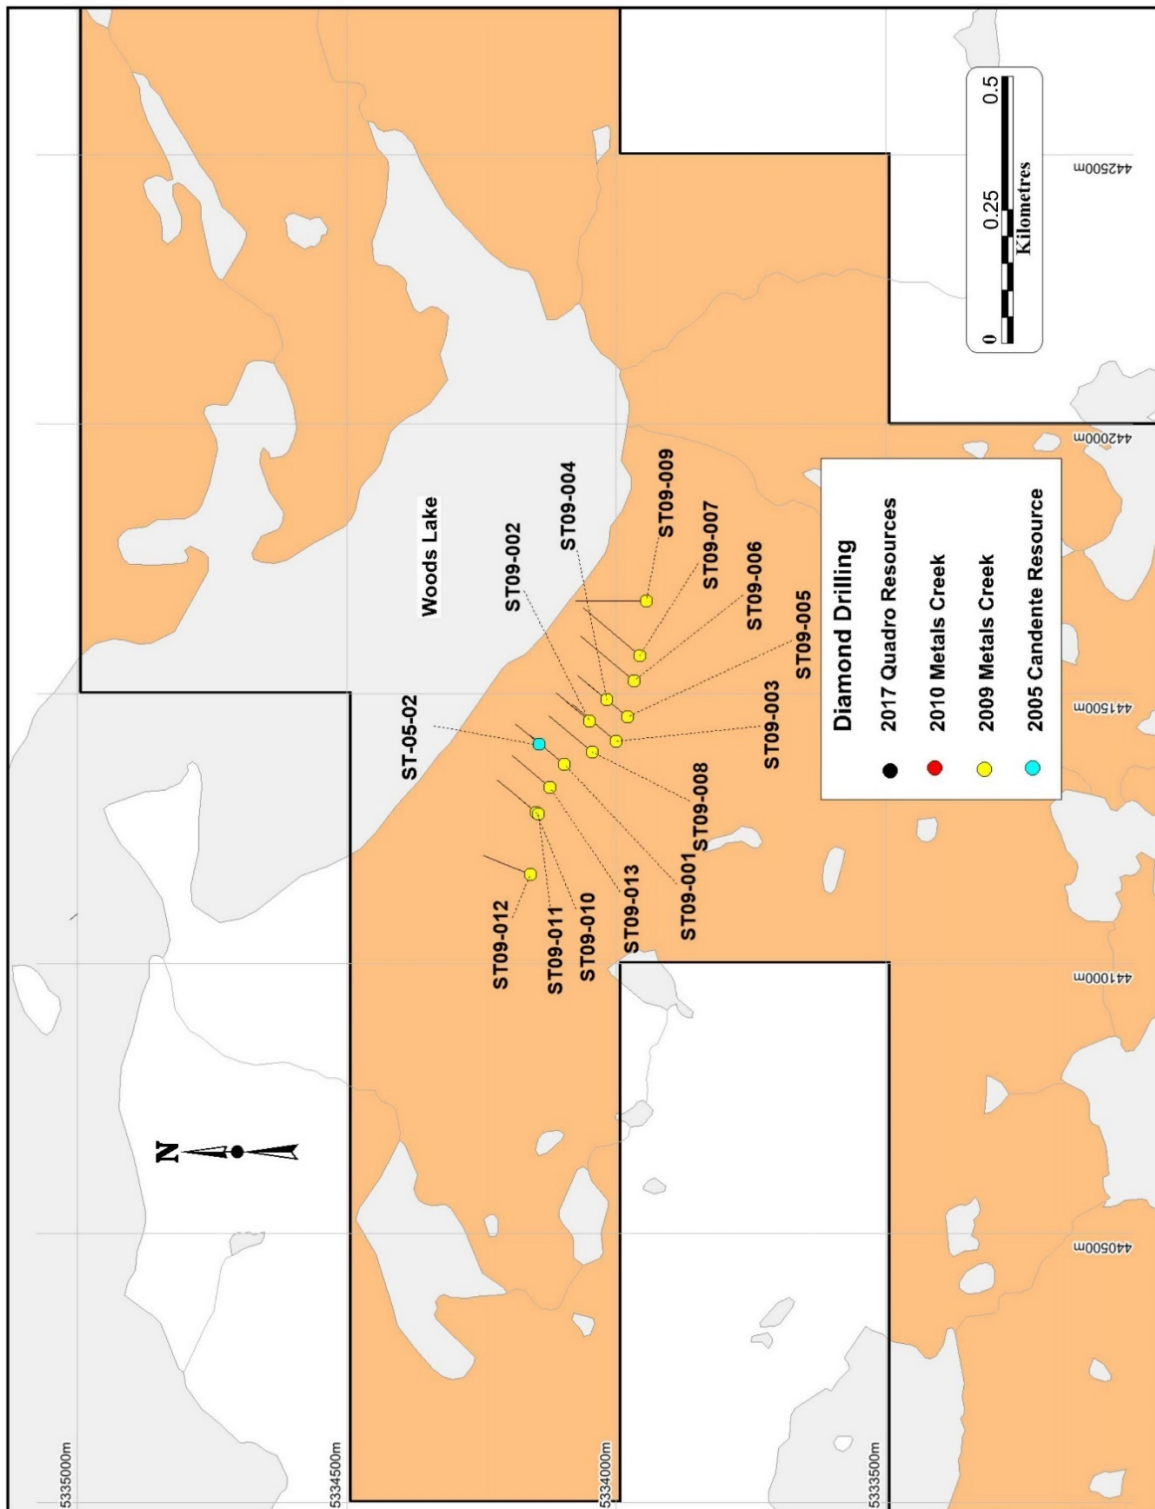 N
5335000m
5334500m
5334000m
5333500m
440500m
441000m
441500m
442000m
442500m
Woods Lake
ST-05-02
ST09-002
ST09-004
ST09-009
ST09-007
ST09-006
ST09-005
ST09-003
ST09-008
ST09-001
ST09-013
ST09-010
ST09-011
ST09-012
Diamond Drilling
2017 Quadro Resources
2010 Metals Creek
2009 Metals Creek
2005 Candente Resource
0 0.25 0.5
Kilometres